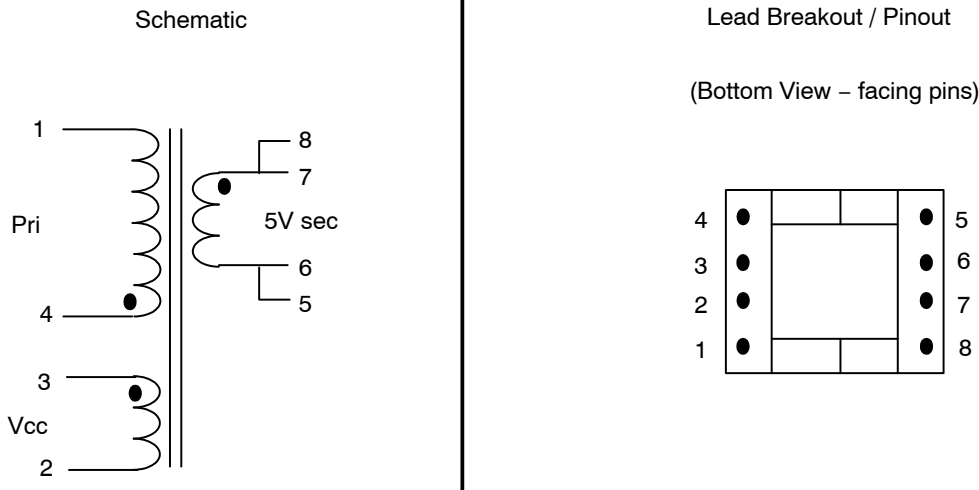 Schematic
1
Pri
4
3
Vcc
2
8
7
5V sec
6
5
Lead Breakout / Pinout
(Bottom View – facing pins)
4
3
2
1
5
6
7
8